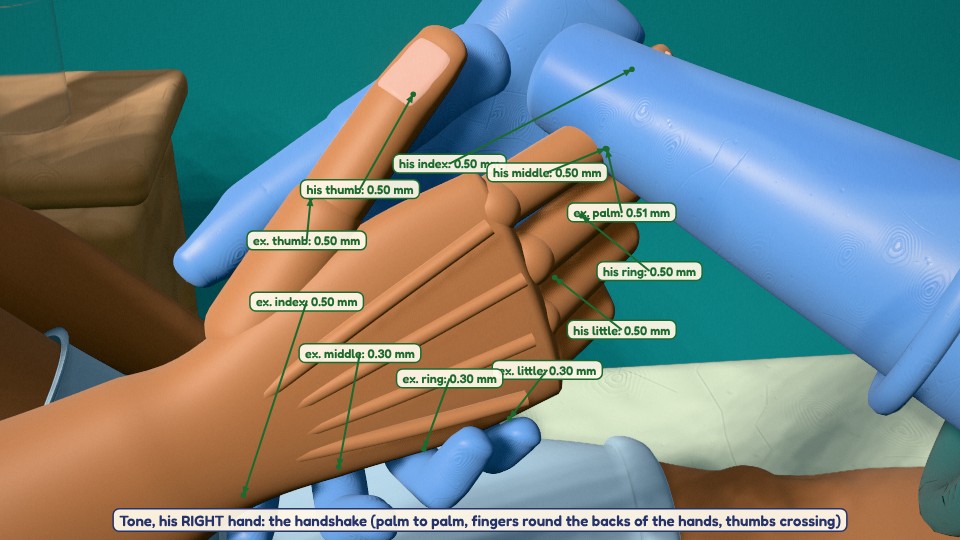 his index: 0.50 mm
his middle: 0.50 mm
his thumb: 0.50 mm
ex. palm: 0.51 mm
ex. thumb: 0.50 mm
his ring: 0.50 mm
ex. index: 0.50 mm
his little: 0.50 mm
ex. middle: 0.30 mm
ex. little: 0.30 mm
ex. ring: 0.30 mm
Tone, his RIGHT hand: the handshake (palm to palm, fingers round the backs of the hands, thumbs crossing)